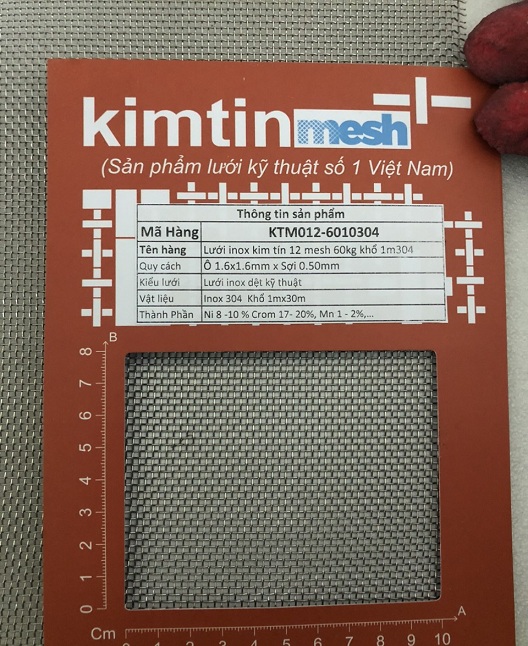 kimtin mesh
(Sản phẩm lưới kỹ thuật số 1 Việt Nam)
Thông tin sản phẩm
Mã Hàng KTM012-6010304
Tên hàng Lưới inox kim tín 12 mesh 60kg khổ 1m304
Quy cách Ô 1.6x1.6mm x Sợi 0.50mm
Kiểu lưới Lưới inox dệt kỹ thuật
Vật liệu Inox 304 Khổ 1mx30m
Thành Phần Ni 8 -10 % Crom 17- 20%, Mn 1 - 2%,...
B
8
7
6
5
4
3
2
1
0
A
Cm 0 1 2 3 4 5 6 7 8 9 10